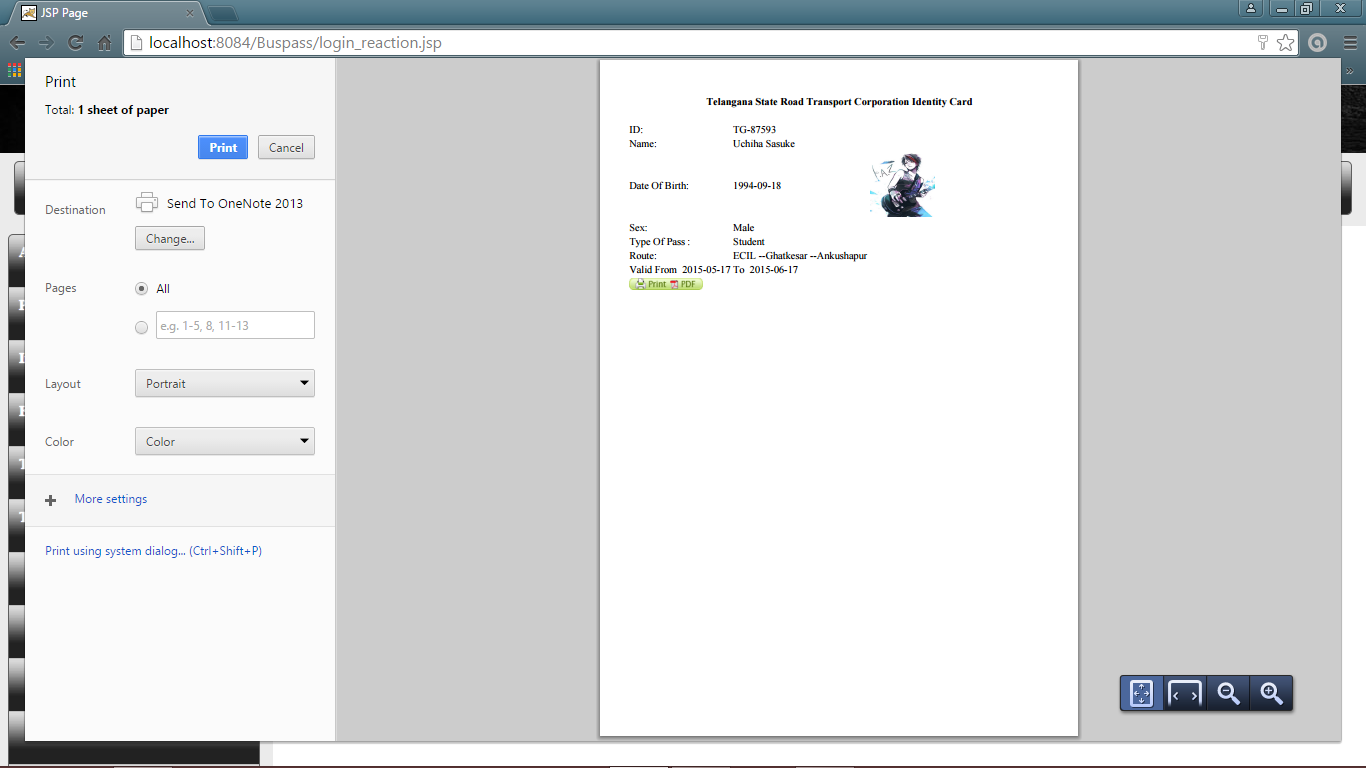 JSP Page
localhost:8084/Buspass/login_reaction.jsp
Print
Total: 1 sheet of paper
Print Cancel
Destination Send To OneNote 2013
Change...
Pages All
e.g. 1-5, 8, 11-13
Layout Portrait
Color Color
More settings
Print using system dialog... (Ctrl+Shift+P)
Telangana State Road Transport Corporation Identity Card
ID: TG-87593
Name: Uchiha Sasuke
Date Of Birth: 1994-09-18
Sex: Male
Type Of Pass : Student
Route: ECIL --Ghatkesar --Ankushapur
Valid From 2015-05-17 To 2015-06-17
Print PDF